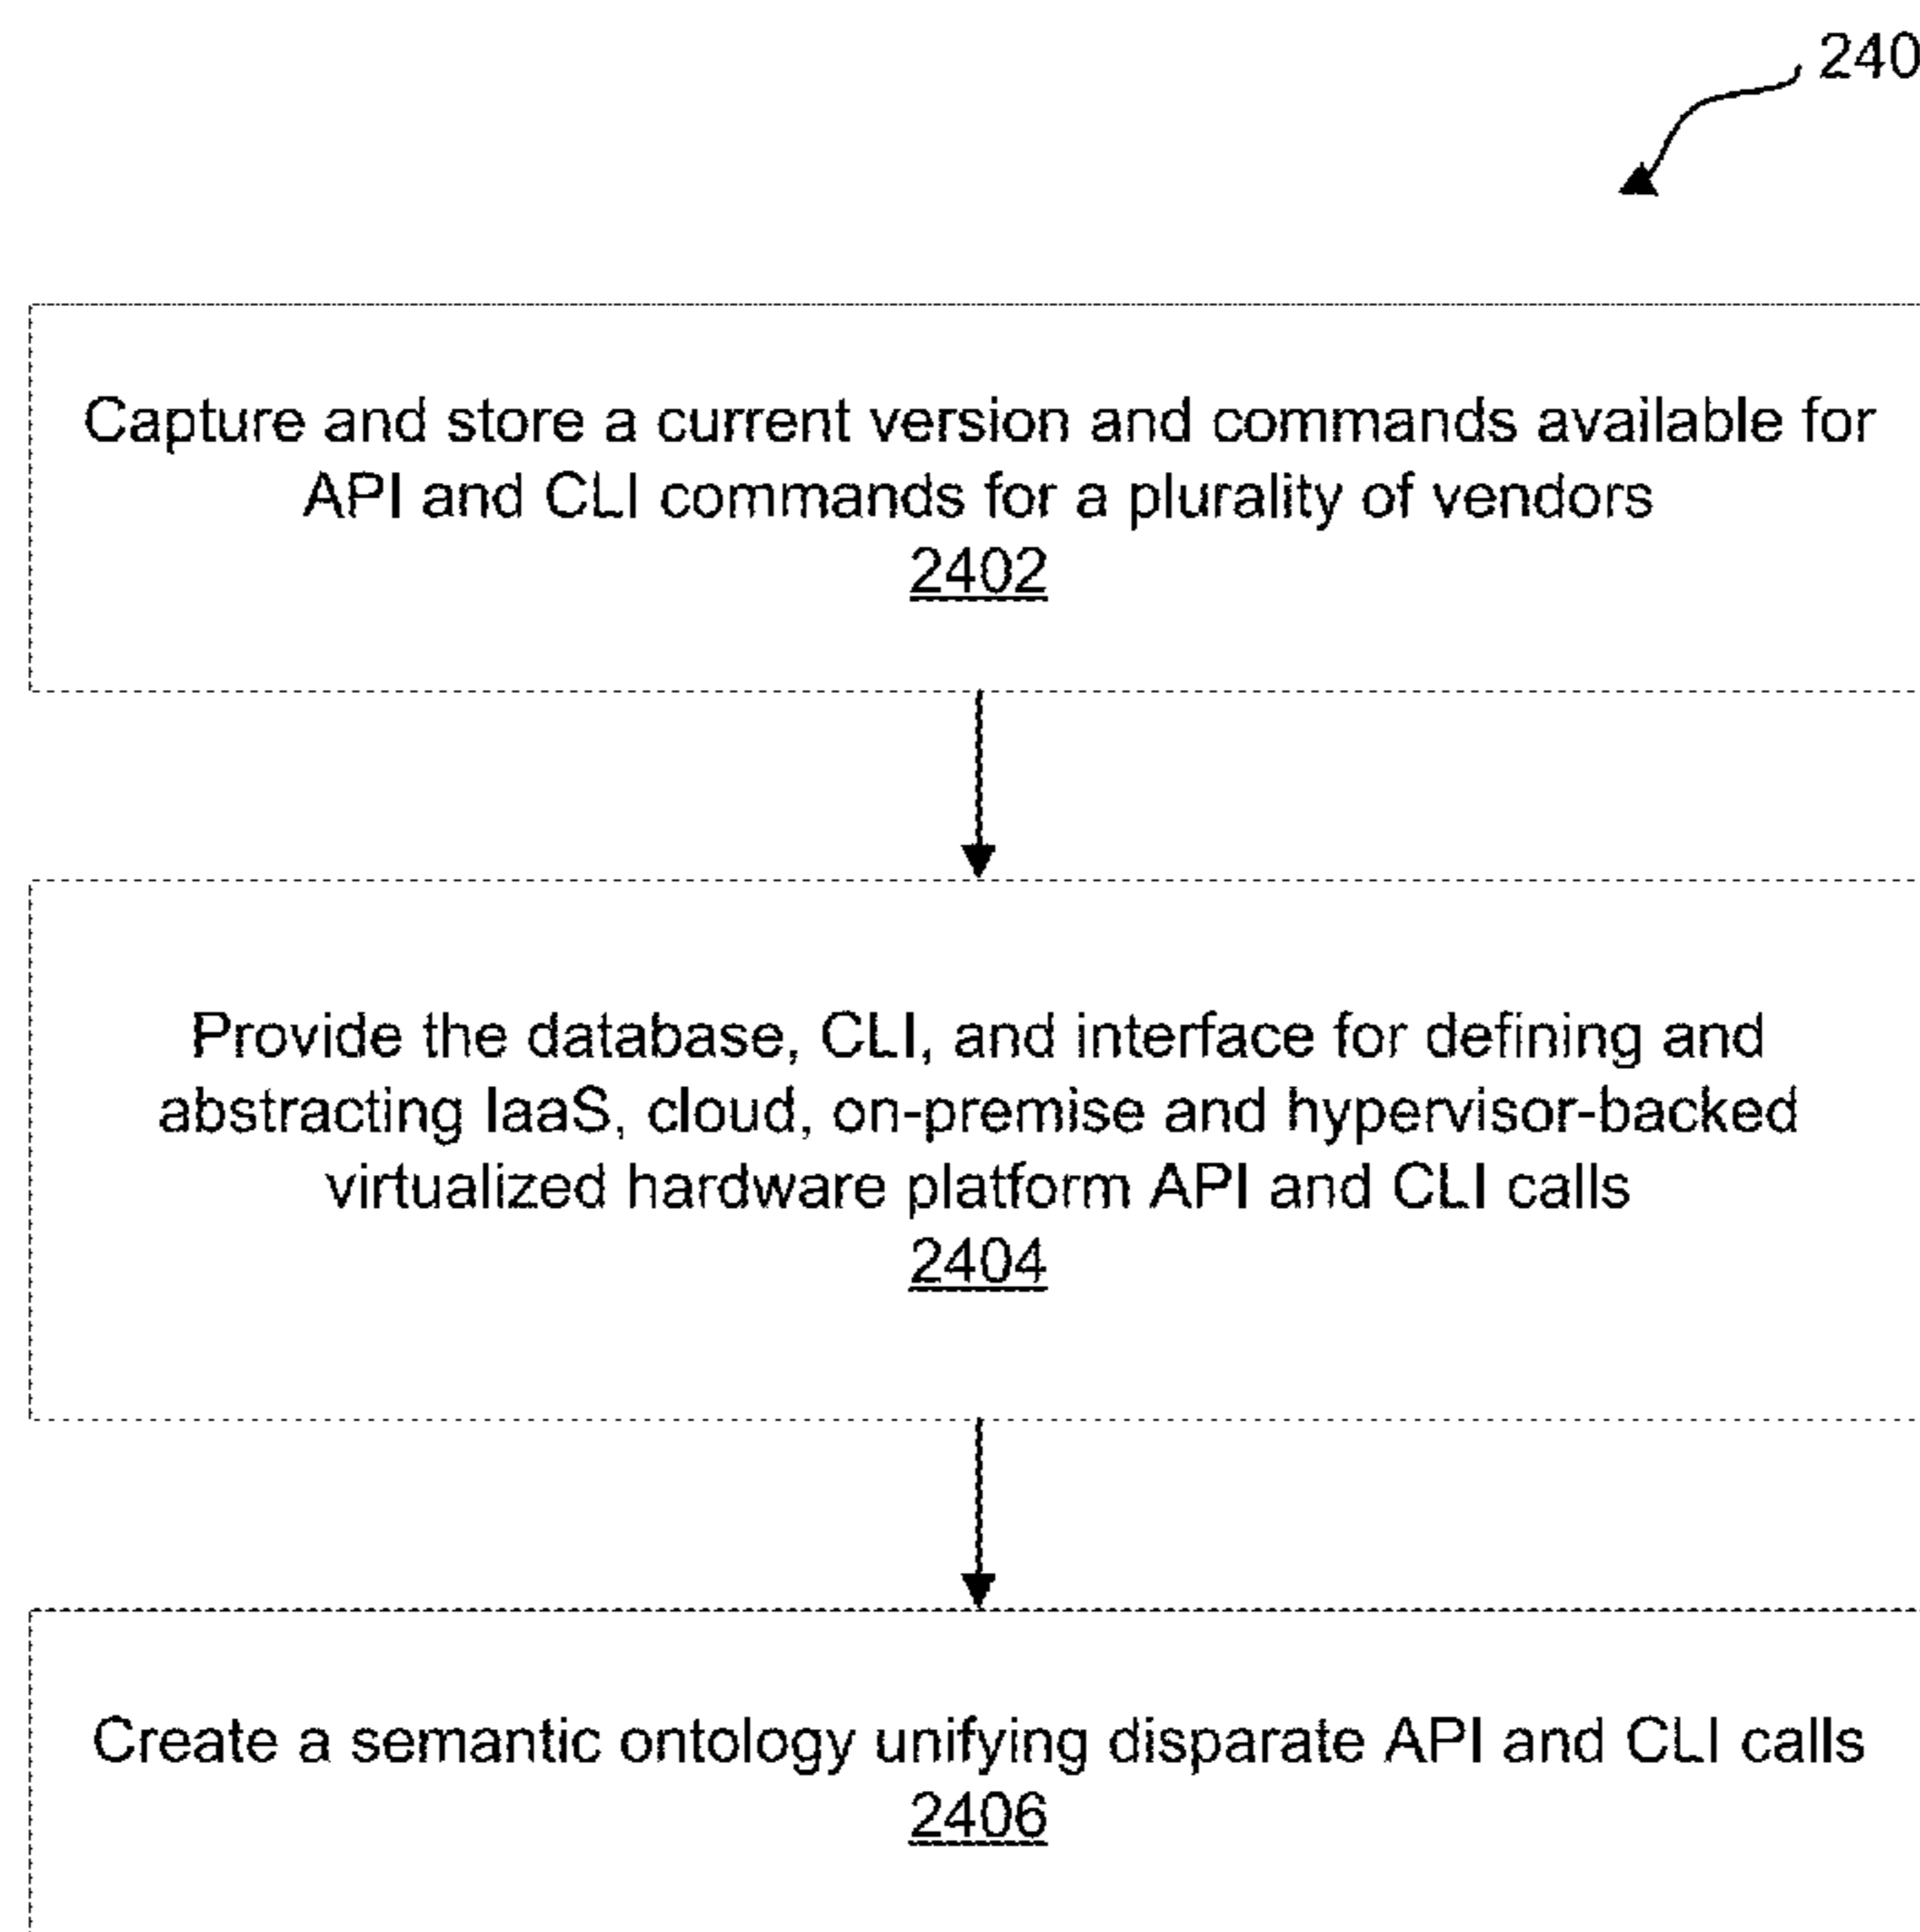 240
Capture and store a current version and commands available for
API and CLI commands for a plurality of vendors
2402
Provide the database, CLI, and interface for defining and
abstracting IaaS, cloud, on-premise and hypervisor-backed
virtualized hardware platform API and CLI calls
2404
Create a semantic ontology unifying disparate API and CLI calls
2406